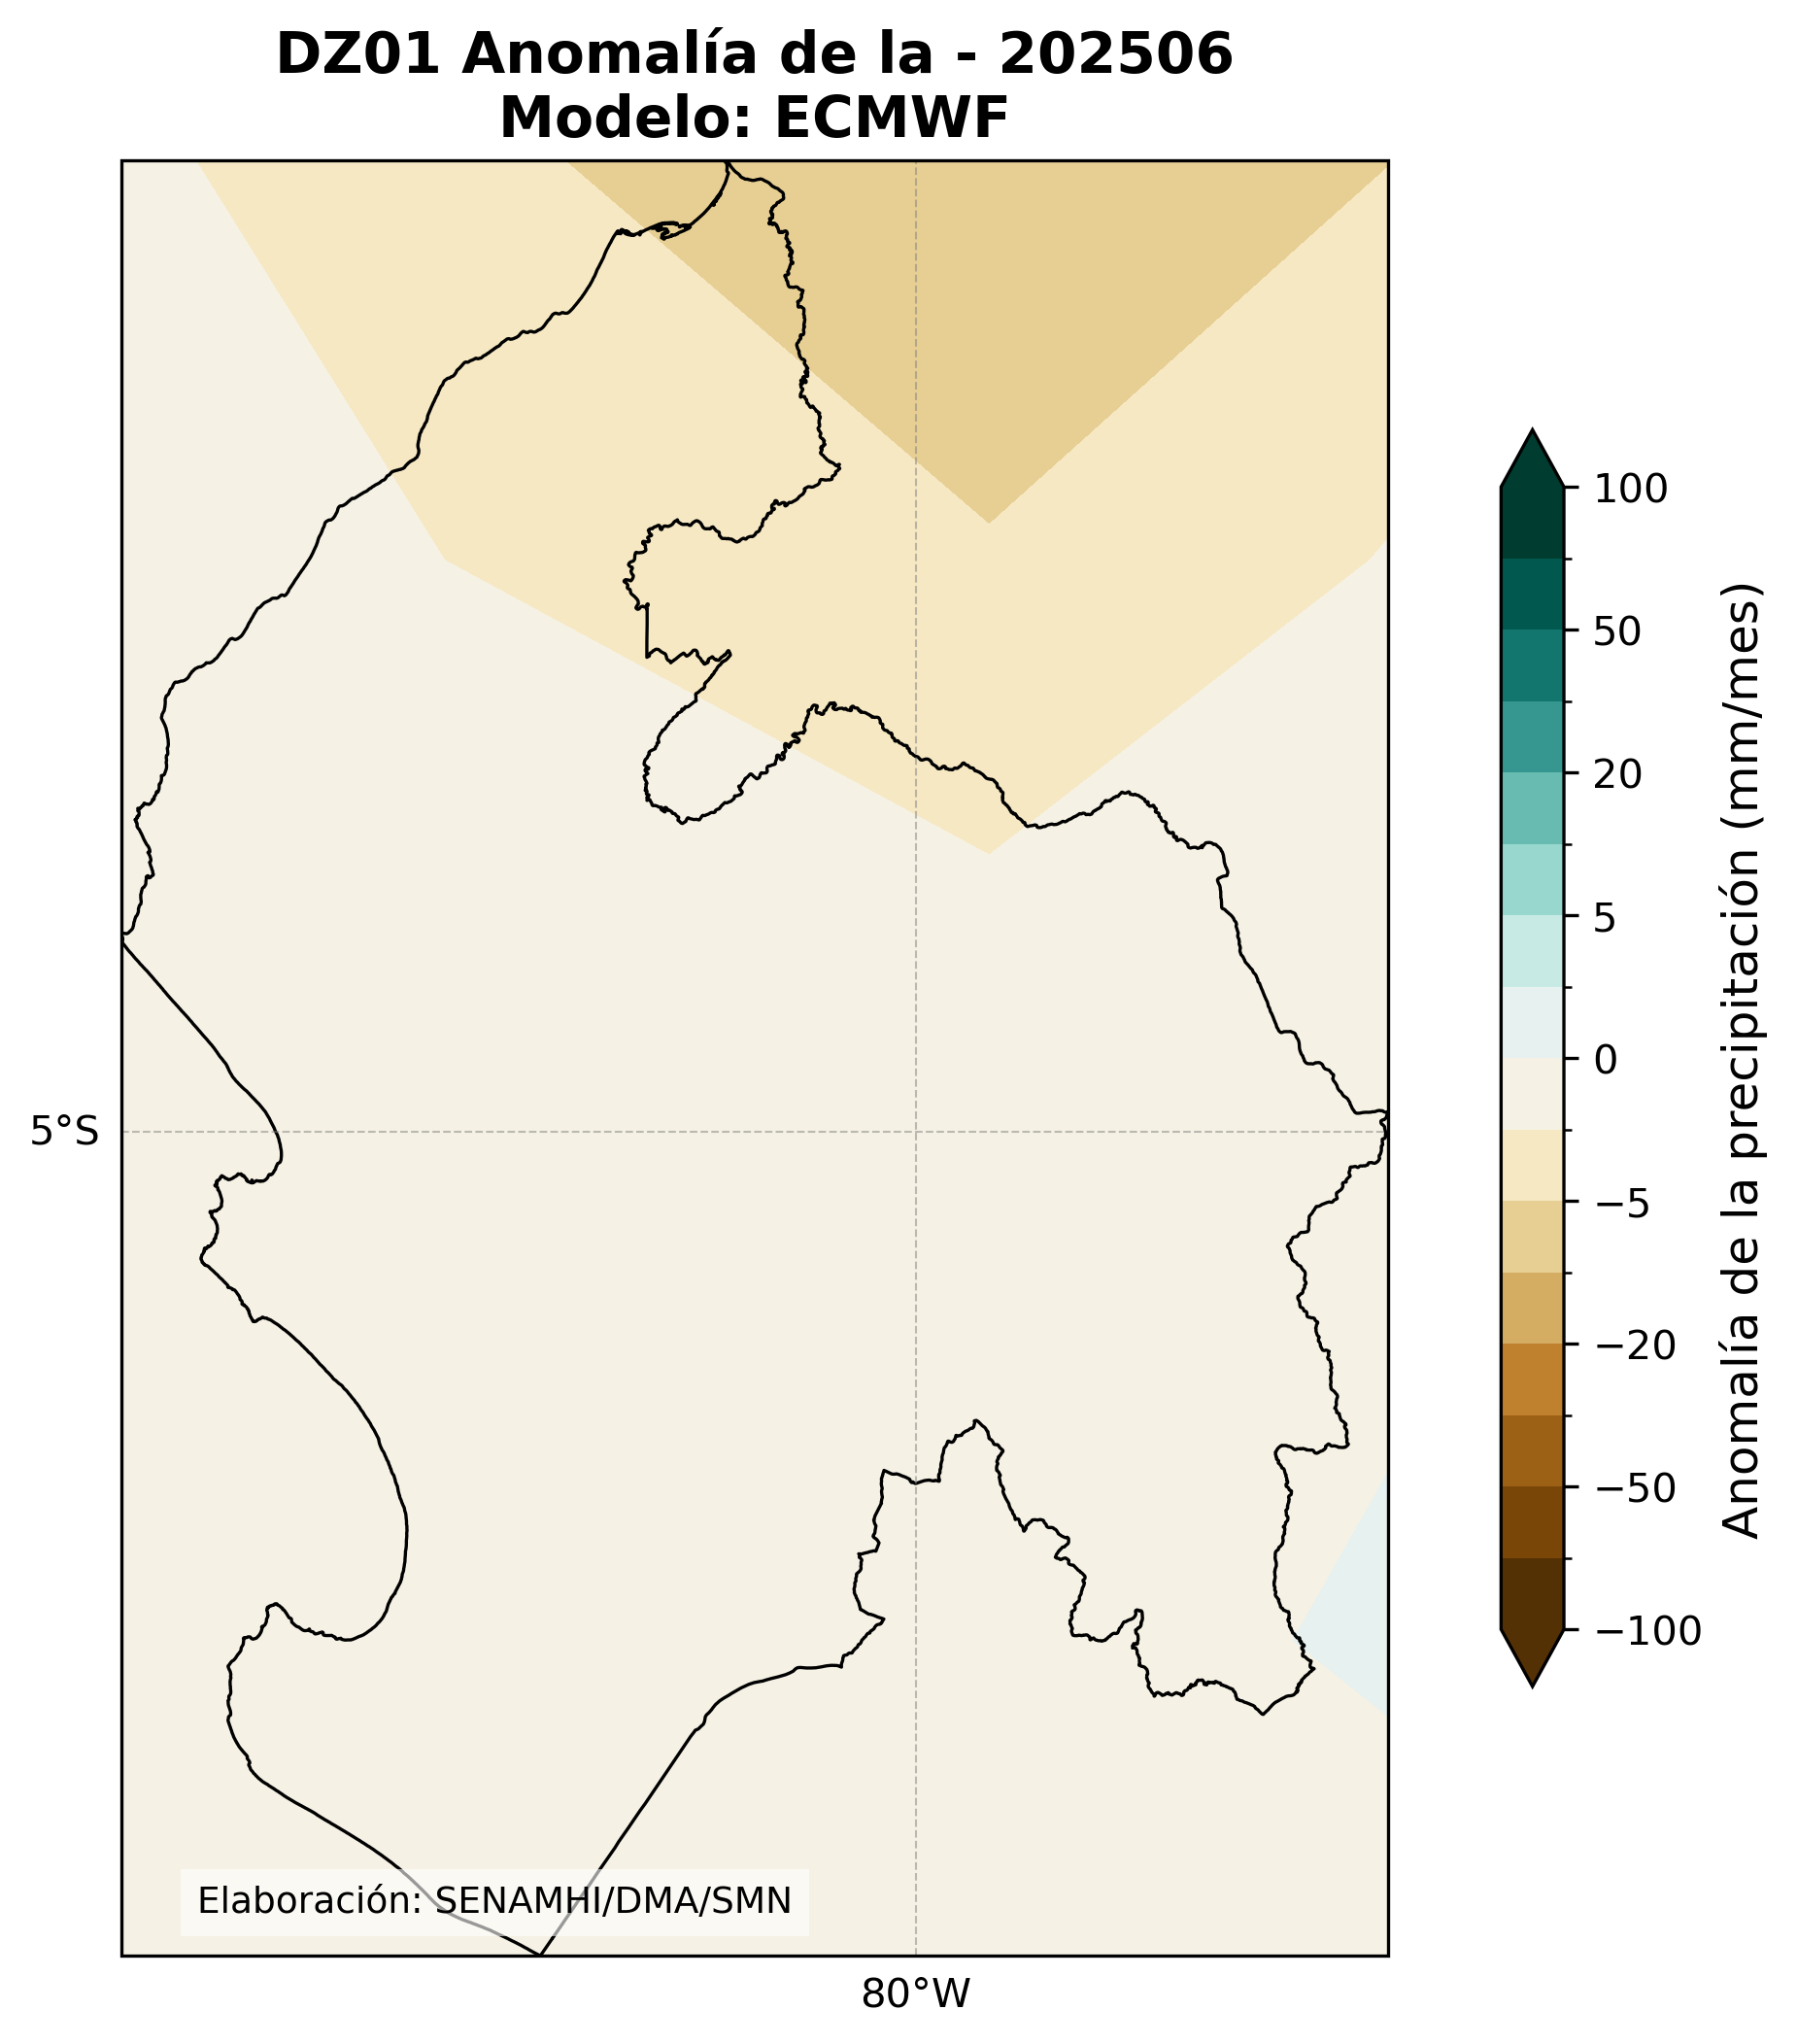 DZ01 Anomalía de la - 202506
Modelo: ECMWF
100
50
20
5
0
−5
−20
−50
−100
Anomalía de la precipitación (mm/mes)
5°S
Elaboración: SENAMHI/DMA/SMN
80°W